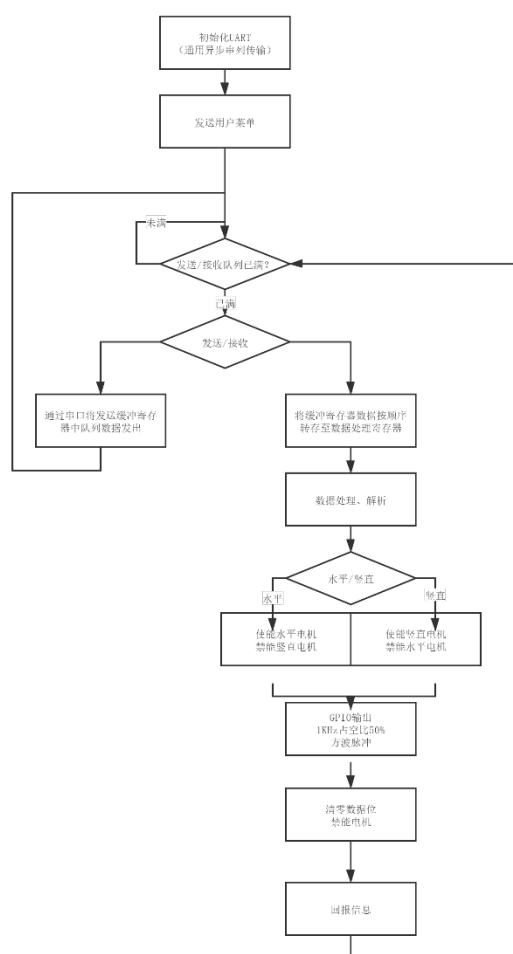 初始化UART
（通用异步串列传输）
发送用户菜单
未满
发送/接收队列已满？
已满
发送/接收
通过串口将发送缓冲寄存
器中队列数据发出
将缓冲寄存器数据按顺序
转存至数据处理寄存器
数据处理、解析
水平/竖直
水平
竖直
使能水平电机
禁能竖直电机
使能竖直电机
禁能水平电机
GPIO输出
1KHz占空比50%
方波脉冲
清零数据位
禁能电机
回报信息